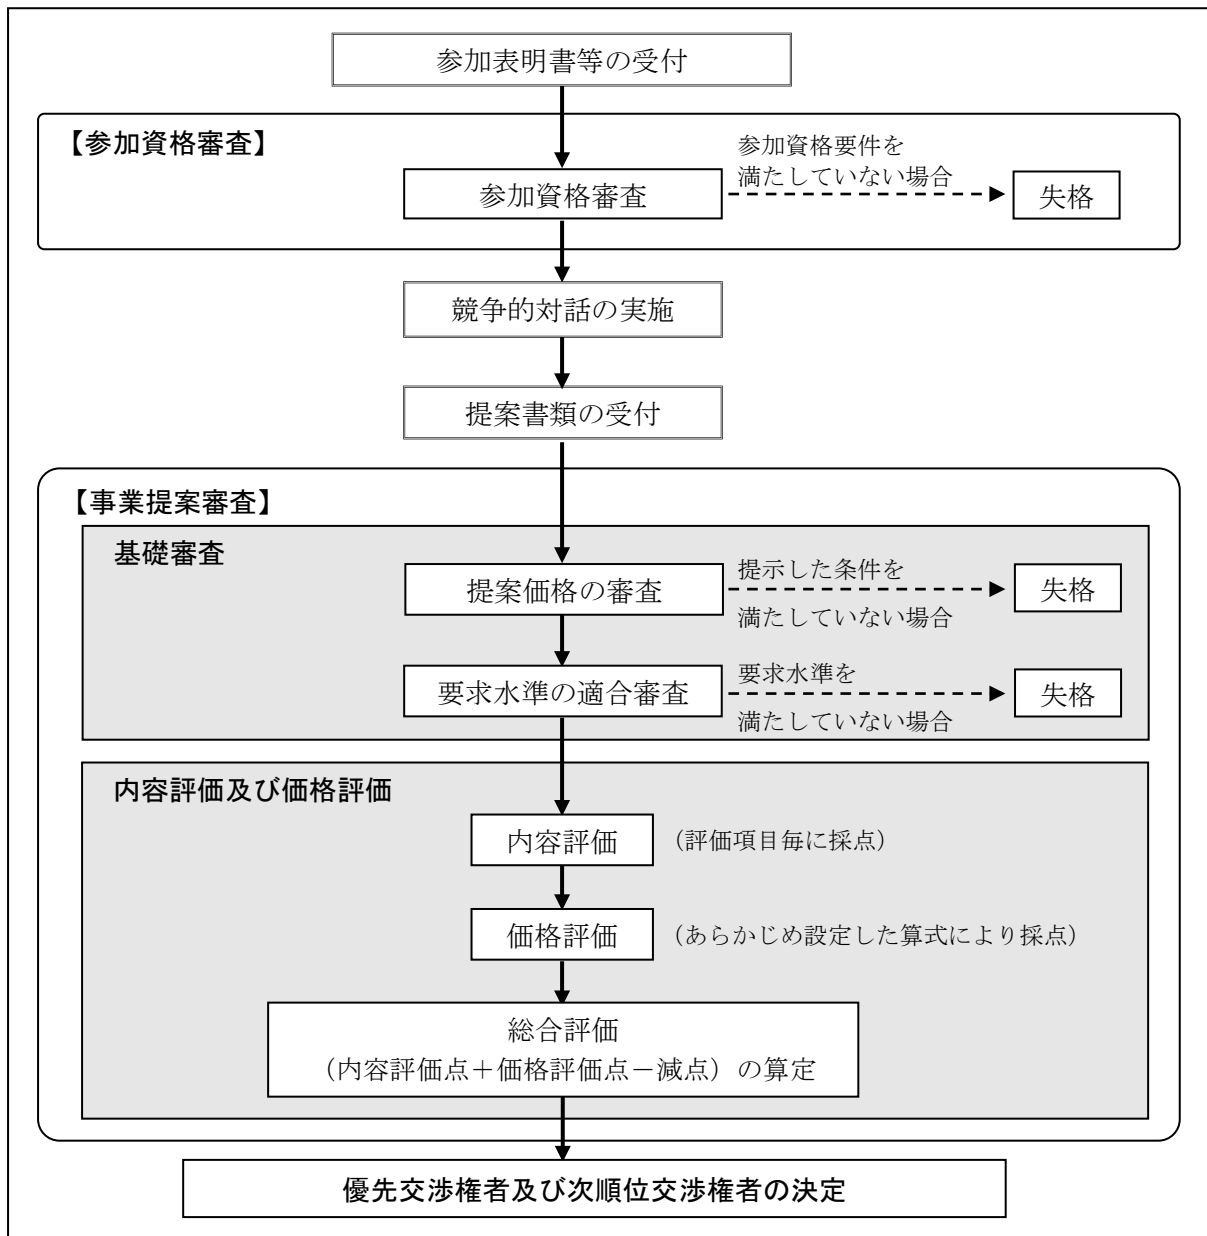 参加表明書等の受付
【参加資格審査】
参加資格要件を
満たしていない場合
参加資格審査
失格
競争的対話の実施
提案書類の受付
【事業提案審査】
基礎審査
提示した条件を
提案価格の審査
失格
満たしていない場合
要求水準を
要求水準の適合審査
失格
満たしていない場合
内容評価及び価格評価
内容評価
（評価項目毎に採点）
価格評価
（あらかじめ設定した算式により採点）
総合評価
（内容評価点＋価格評価点－減点）の算定
優先交渉権者及び次順位交渉権者の決定